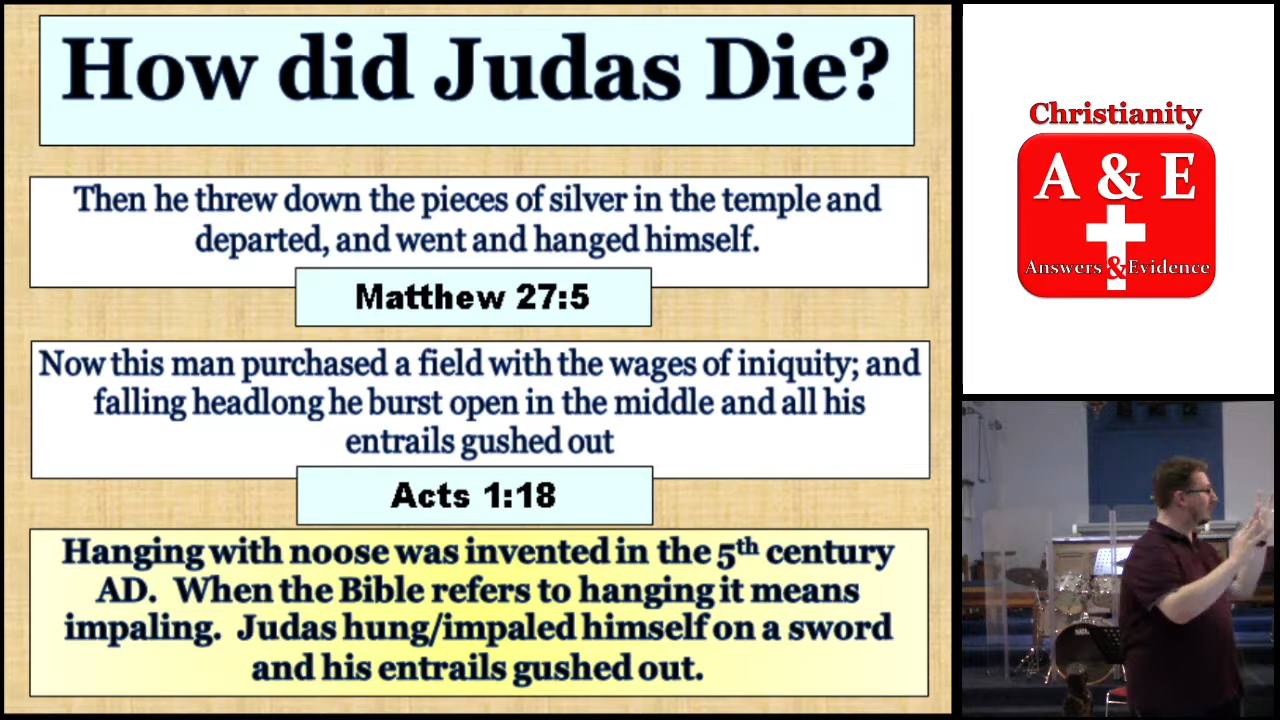 How did Judas Die?
Then he threw down the pieces of silver in the temple and
departed, and went and hanged himself.
Matthew 27:5
Now this man purchased a field with the wages of iniquity; and
falling headlong he burst open in the middle and all his
entrails gushed out
Acts 1:18
Hanging with noose was invented in the 5th century
AD. When the Bible refers to hanging it means
impaling. Judas hung/impaled himself on a sword
and his entrails gushed out.
Christianity
A & E
Answers & Evidence